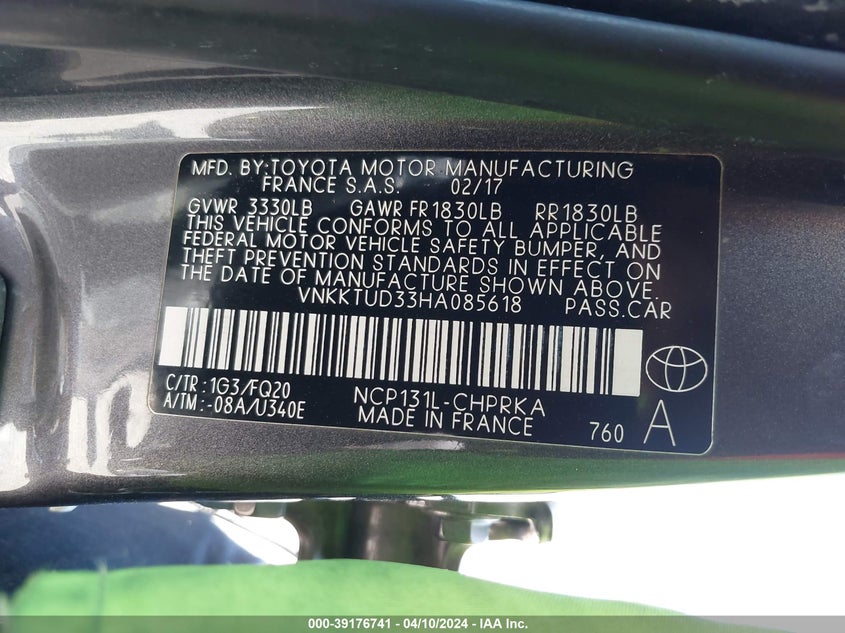 MFD. BY:TOYOTA MOTOR MANUFACTURING
FRANCE S.A.S. 02/17
GVWR 3330LB GAWR FR1830LB RR1830LB
THIS VEHICLE CONFORMS TO ALL APPLICABLE
FEDERAL MOTOR VEHICLE SAFETY BUMPER, AND
THEFT PREVENTION STANDARDS IN EFFECT ON
THE DATE OF MANUFACTURE SHOWN ABOVE.
VNKKTUD33HA085618 PASS.CAR
C/TR: 1G3/FQ20 NCP131L-CHPRKA
A/TM: -08A/U340E MADE IN FRANCE 760 A
000-39176741 - 04/10/2024 - IAA Inc.